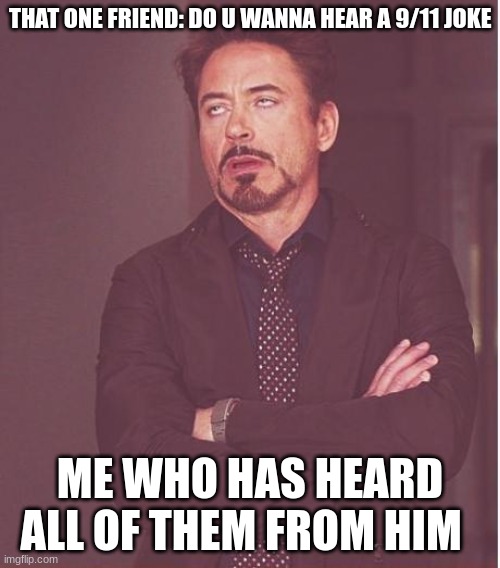 THAT ONE FRIEND: DO U WANNA HEAR A 9/11 JOKE
ME WHO HAS HEARD
ALL OF THEM FROM HIM
imgflip.com